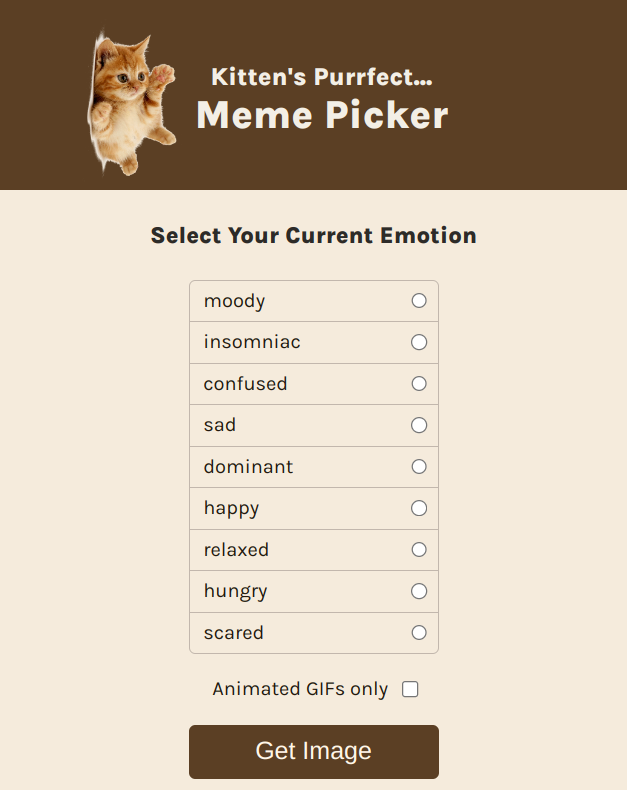 Kitten's Purrfect...
Meme Picker
Select Your Current Emotion
moody
insomniac
confused
sad
dominant
happy
relaxed
hungry
scared
Animated GIFs only
Get Image